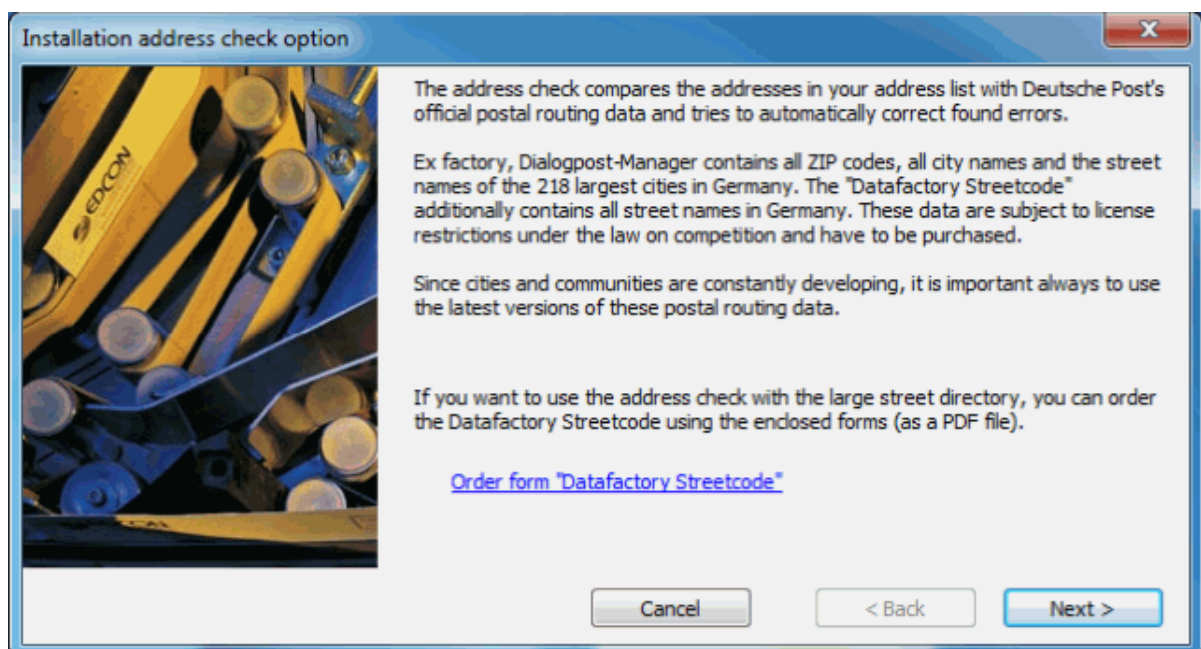 Installation address check option
The address check compares the addresses in your address list with Deutsche Post's
official postal routing data and tries to automatically correct found errors.
Ex factory, Dialogpost-Manager contains all ZIP codes, all city names and the street
names of the 218 largest cities in Germany. The "Datafactory Streetcode"
additionally contains all street names in Germany. These data are subject to license
restrictions under the law on competition and have to be purchased.
Since cities and communities are constantly developing, it is important always to use
the latest versions of these postal routing data.
If you want to use the address check with the large street directory, you can order
the Datafactory Streetcode using the enclosed forms (as a PDF file).
Order form "Datafactory Streetcode"
EDCON
Cancel
< Back
Next >